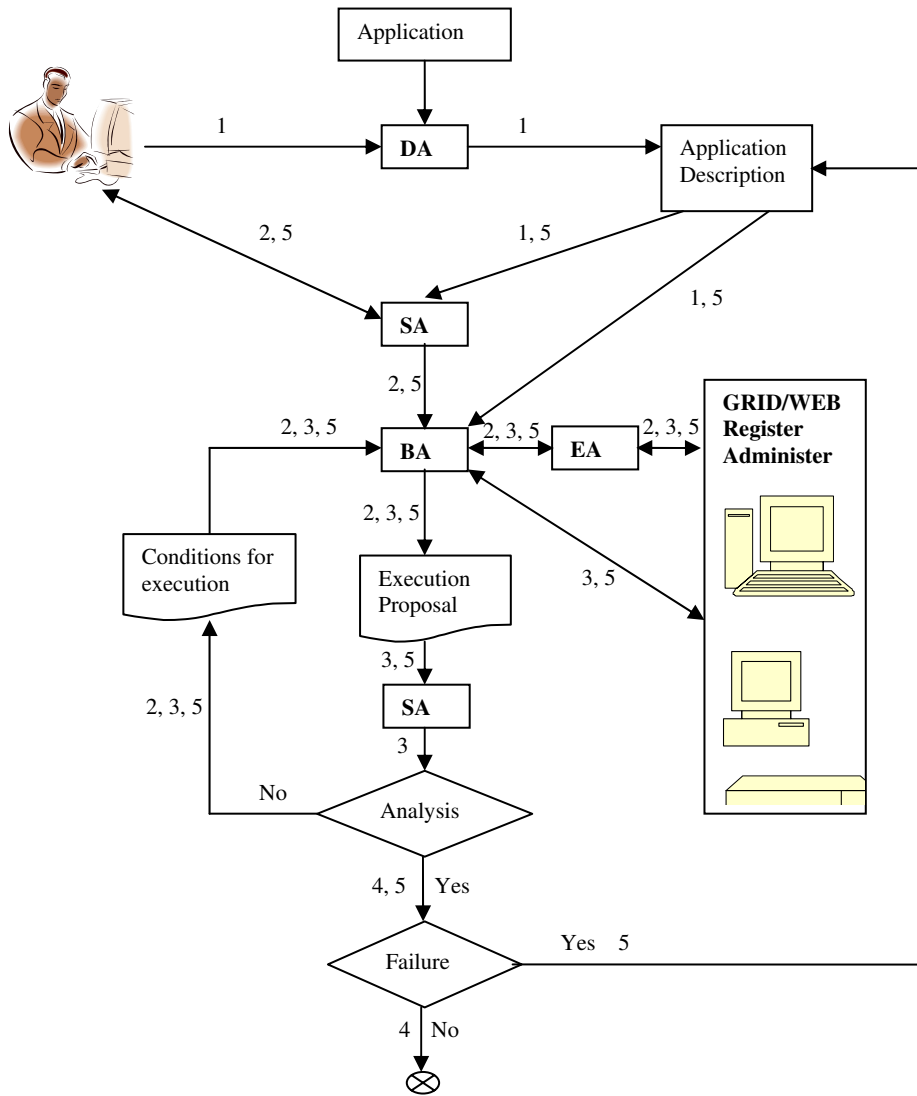 Application
1
DA
1
Application
Description
2, 5
1, 5
1, 5
SA
2, 5
GRID/WEB
Register
Administer
2, 3, 5
BA
2, 3, 5
EA
2, 3, 5
2, 3, 5
Conditions for
execution
Execution
Proposal
3, 5
3, 5
2, 3, 5
SA
3
No
Analysis
4, 5
Yes
Failure
Yes 5
4
No